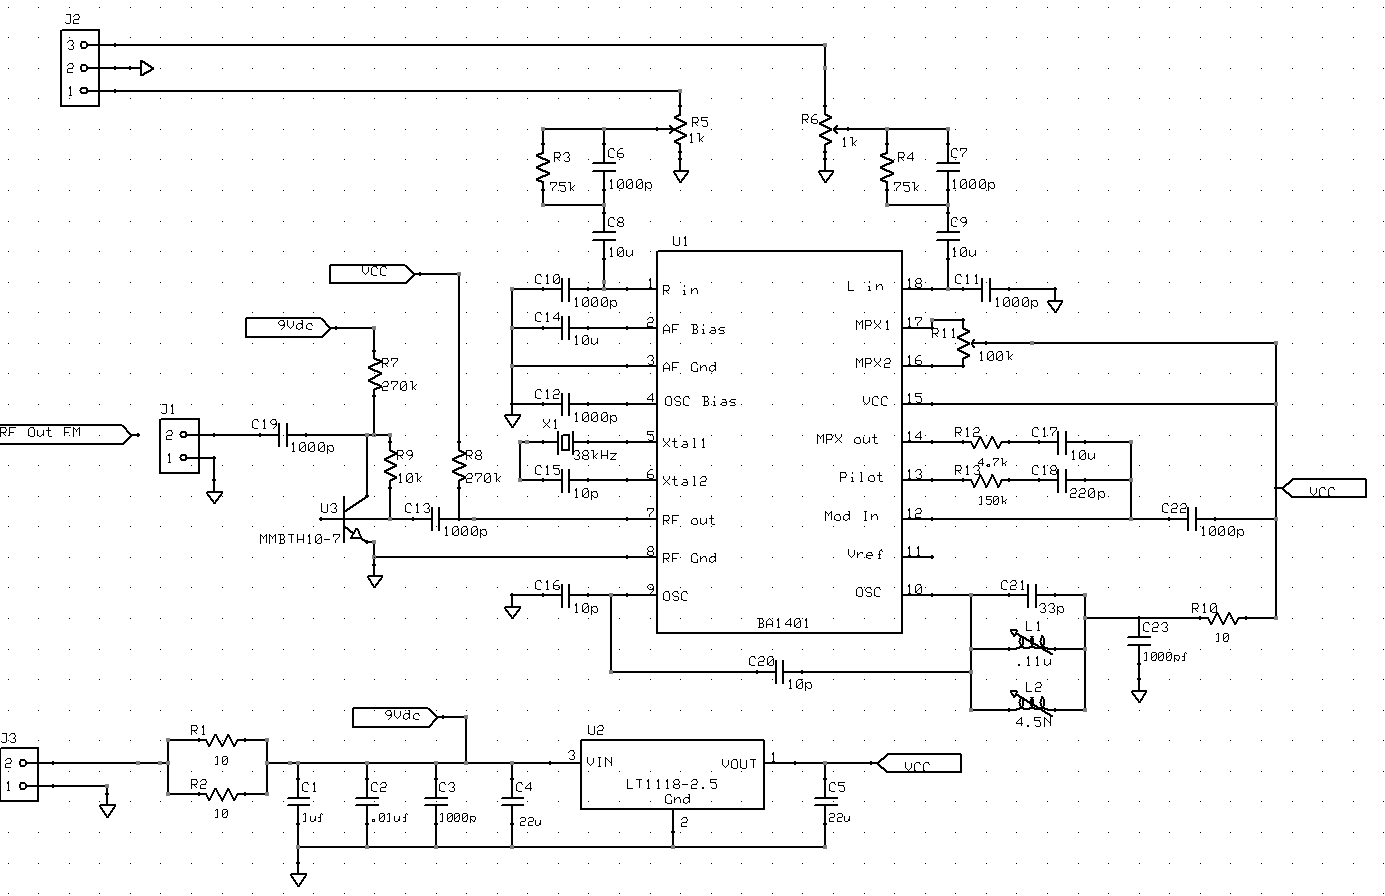 J2
3
2
1
R5
1k
R6
1k
R3
75k
C6
1000p
R4
75k
C7
1000p
C8
10u
C9
10u
U1
VCC
C10
1000p
1
R in
L in
18
C11
1000p
9Vdc
C14
10u
2
AF Bias
MPX1
17
R11
100k
R7
270k
3
AF Gnd
MPX2
16
J1
C12
1000p
4
OSC Bias
VCC
15
RF Out FM
2
1
C19
1000p
X1
38kHz
5
Xtal1
MPX out
14
R12
4.7k
C17
10u
R9
10k
R8
270k
C15
10p
6
Xtal2
Pilot
13
R13
150k
C18
220p
VCC
U3
MMBTH10-7
C13
1000p
7
RF out
Mod In
12
C22
1000p
8
RF Gnd
Vref
11
C16
10p
9
OSC
OSC
10
C21
33p
BA1401
L1
.11u
C23
1000pf
R10
10
C20
10p
L2
4.5N
9Vdc
J3
2
1
R1
10
R2
10
U2
3
VIN
VOUT
1
LT1118-2.5
Gnd
2
VCC
C1
1uf
C2
.01uf
C3
1000p
C4
22u
C5
22u